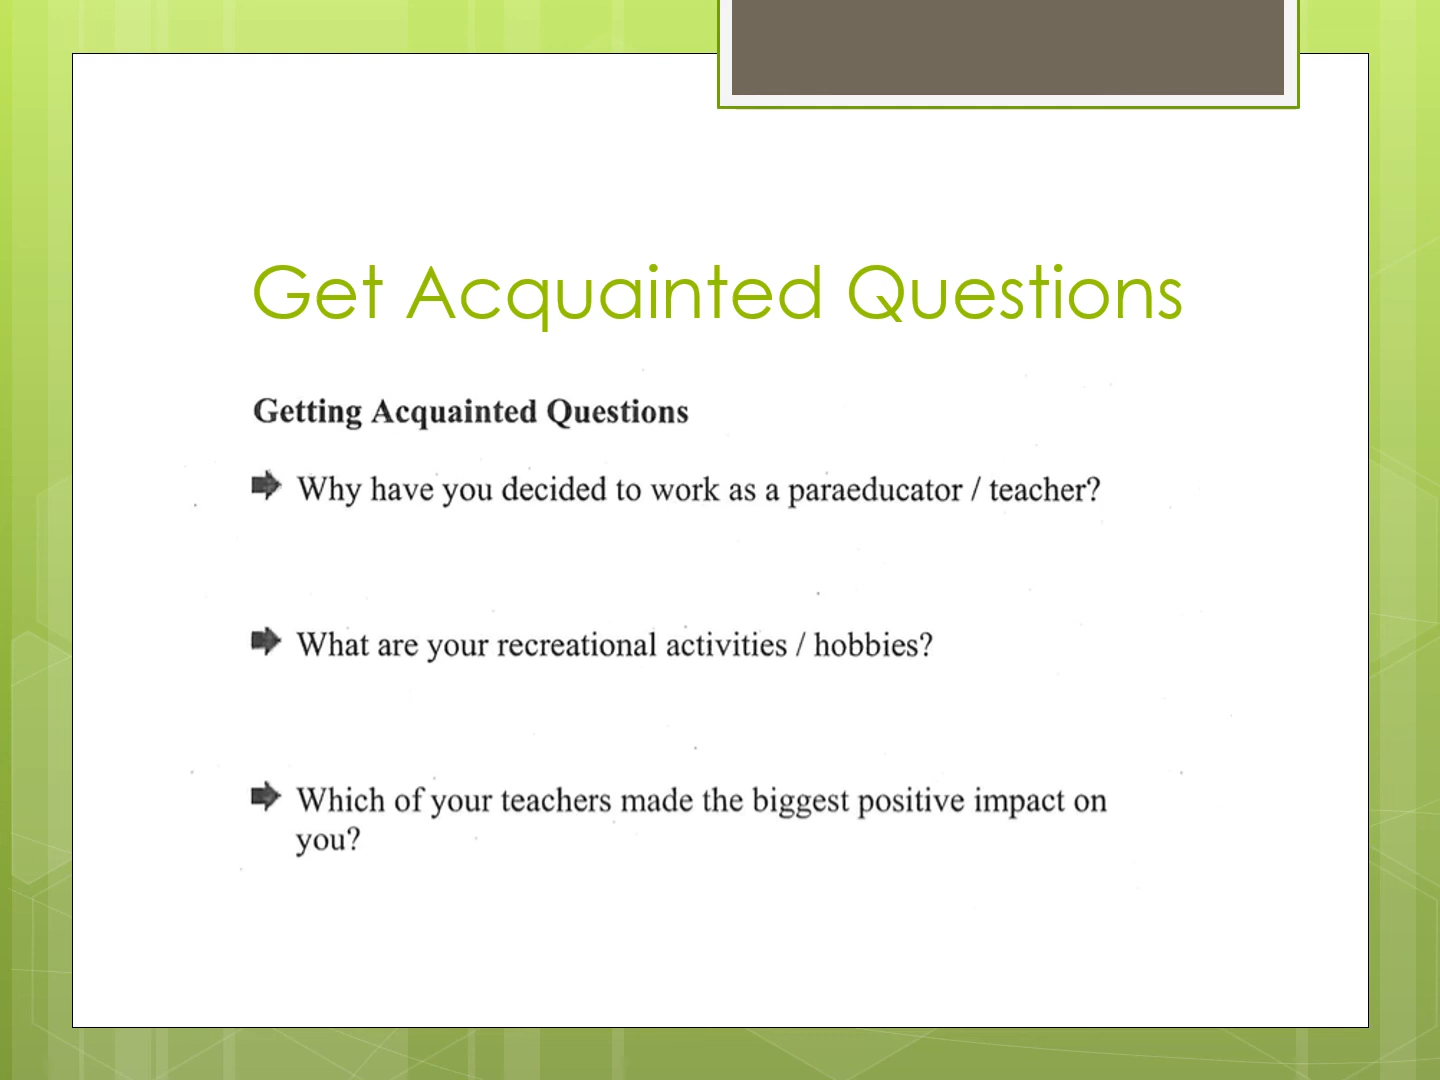 Get Acquainted Questions
Getting Acquainted Questions
Why have you decided to work as a paraeducator / teacher?
What are your recreational activities / hobbies?
Which of your teachers made the biggest positive impact on
you?